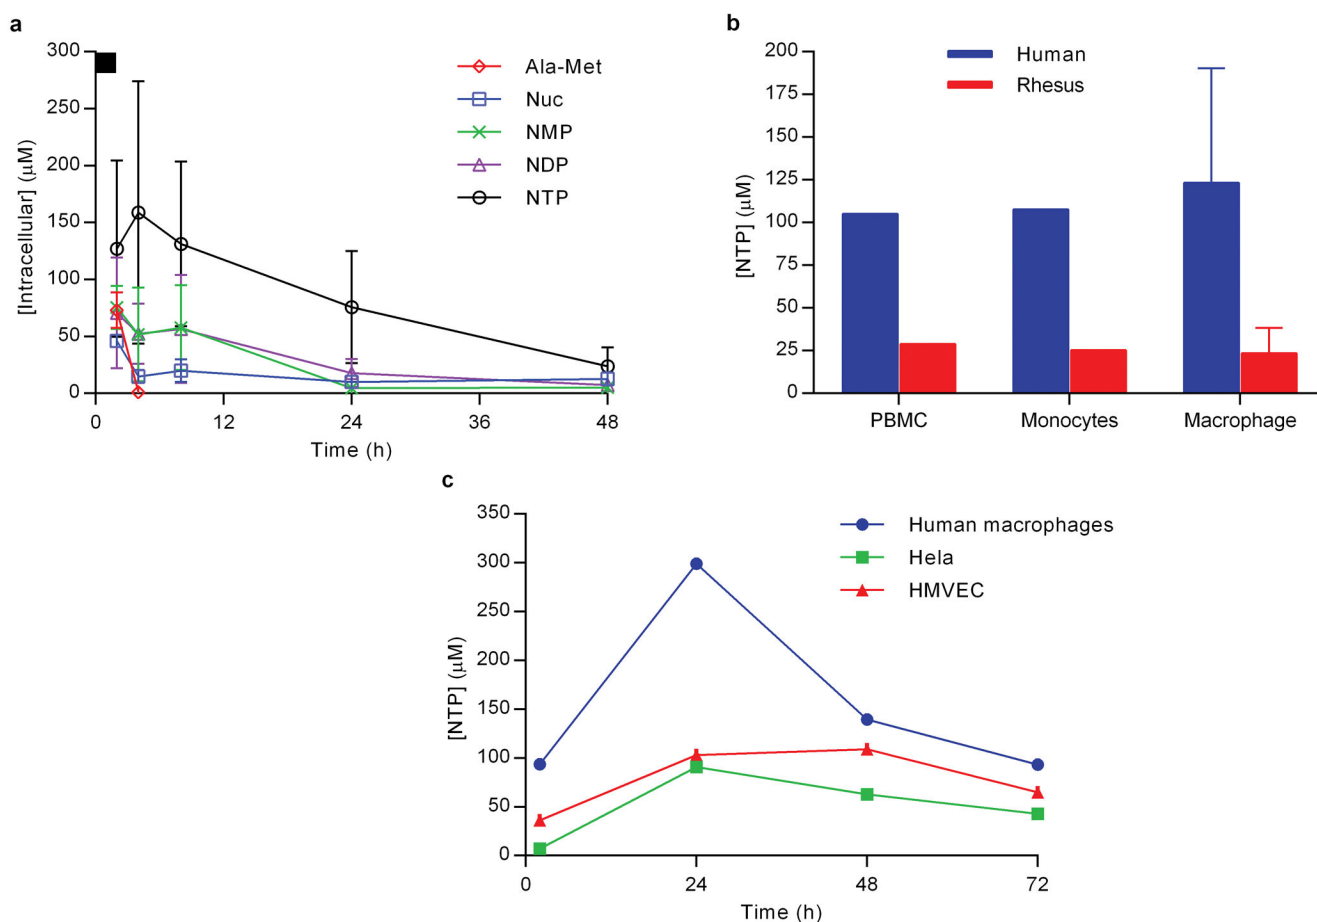 a
300
250
200
150
100
50
0
[Intracellular] (μM)
0 12 24 36 48
Time (h)
Ala-Met
Nuc
NMP
NDP
NTP
b
200
175
150
125
100
75
50
25
0
[NTP] (μM)
Human
Rhesus
PBMC Monocytes Macrophage
c
350
300
250
200
150
100
50
0
[NTP] (μM)
0 24 48 72
Time (h)
Human macrophages
Hela
HMVEC